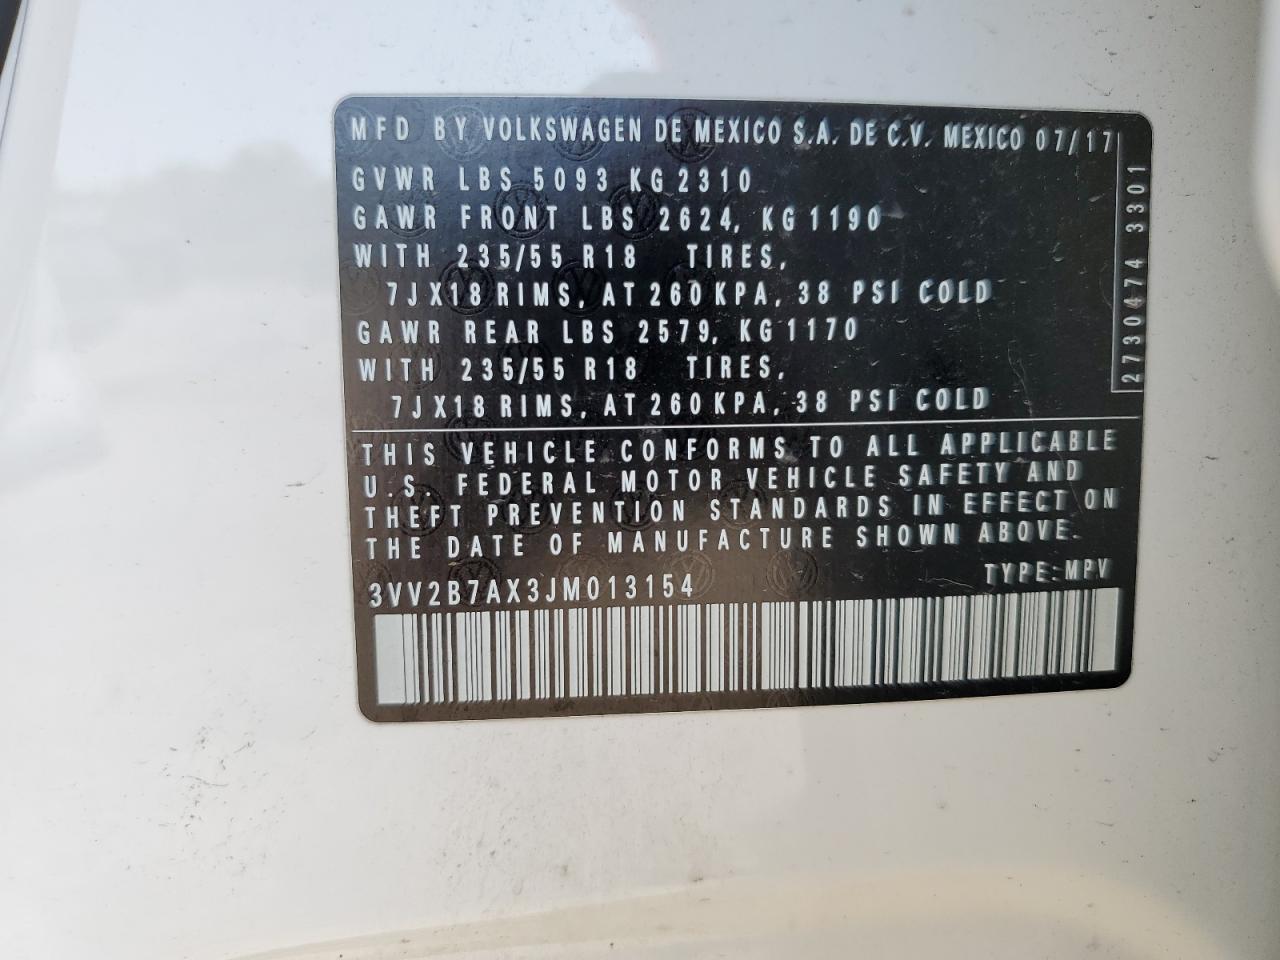 MFD BY VOLKSWAGEN DE MEXICO S.A. DE C.V. MEXICO 07/17
GVWR LBS 5093 KG 2310
GAWR FRONT LBS 2624, KG 1190
WITH 235/55 R18 TIRES,
7JX18 RIMS, AT 260 KPA, 38 PSI COLD
GAWR REAR LBS 2579, KG 1170
WITH 235/55 R18 TIRES,
7JX18 RIMS, AT 260 KPA, 38 PSI COLD
2730474 3301
THIS VEHICLE CONFORMS TO ALL APPLICABLE
U.S. FEDERAL MOTOR VEHICLE SAFETY AND
THEFT PREVENTION STANDARDS IN EFFECT ON
THE DATE OF MANUFACTURE SHOWN ABOVE.
3VV2B7AX3JM013154 TYPE: MPV